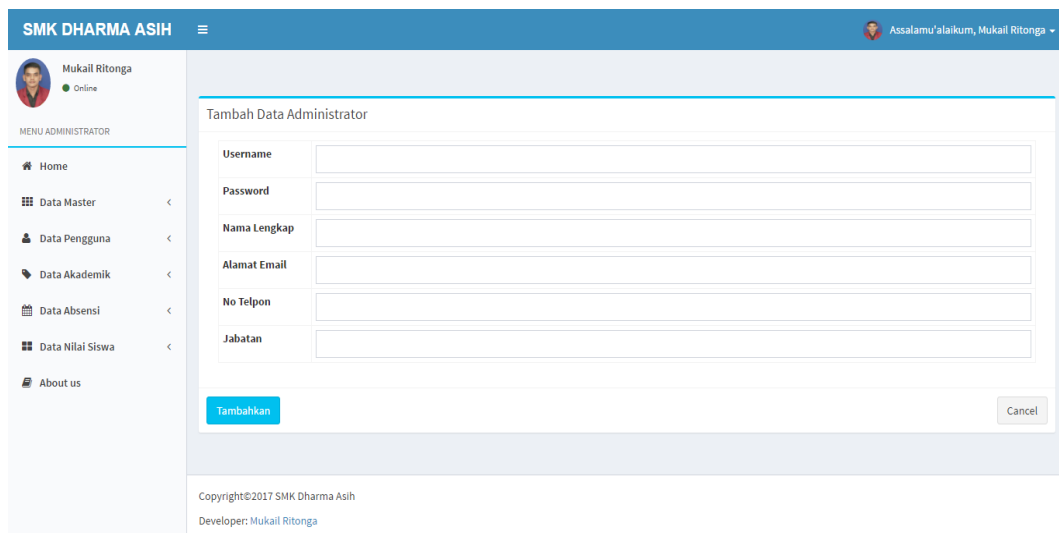 SMK DHARMA ASIH
Assalamu'alaikum, Mukail Ritonga
Mukail Ritonga
Online
MENU ADMINISTRATOR
Home
Data Master
Data Pengguna
Data Akademik
Data Absensi
Data Nilai Siswa
About us
Tambah Data Administrator
Username
Password
Nama Lengkap
Alamat Email
No Telpon
Jabatan
Tambahkan
Cancel
Copyright©2017 SMK Dharma Asih
Developer: Mukail Ritonga